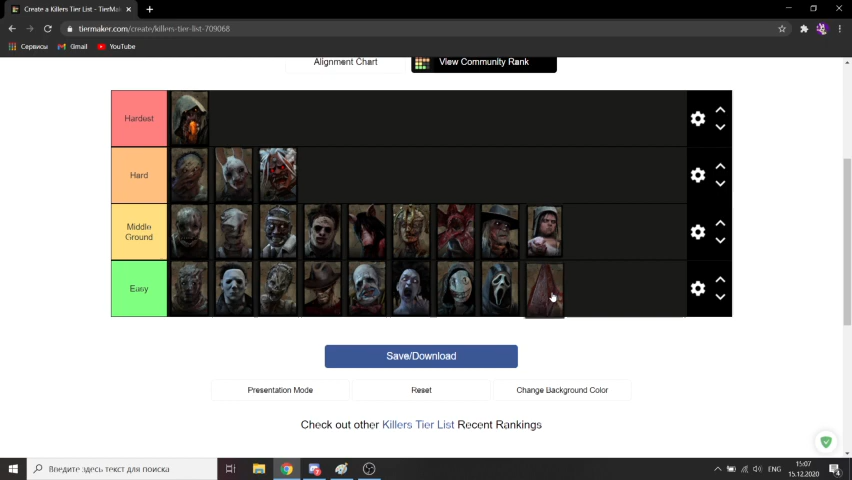 Create a Killers Tier List - TierMa
tiermaker.com/create/killers-tier-list-709068
Сервисы Gmail YouTube
Alignment Chart View Community Rank
Hardest
Hard
Middle
Ground
Easy
Save/Download
Presentation Mode Reset Change Background Color
Check out other Killers Tier List Recent Rankings
Введите здесь текст для поиска
ENG
15:07
15.12.2020
4